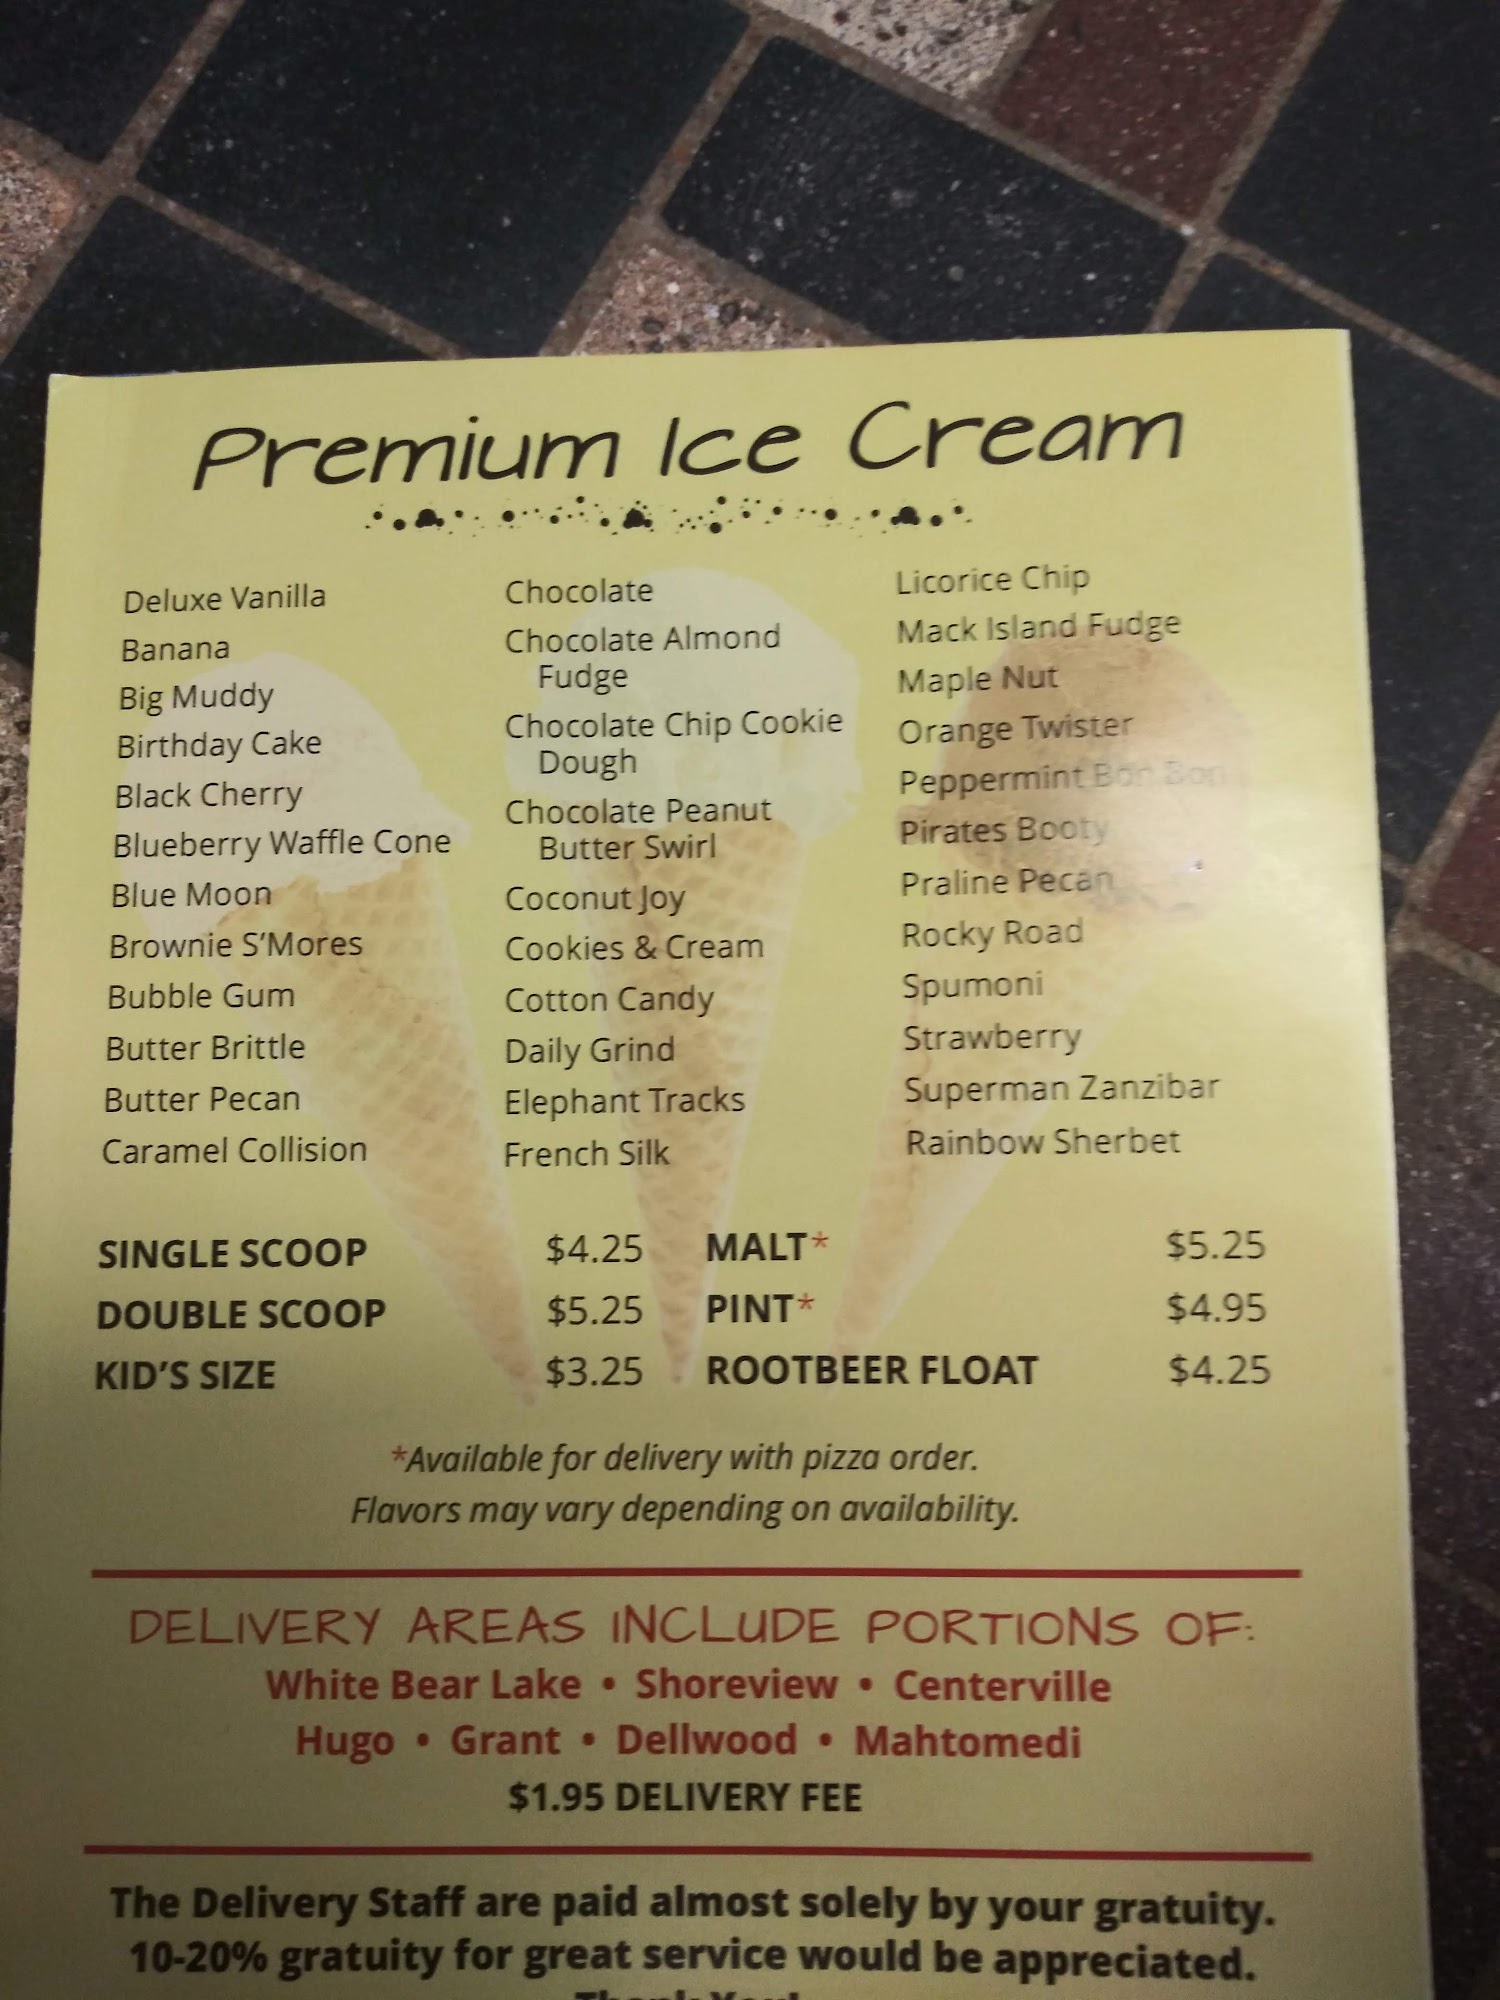 Premium Ice Cream
Deluxe Vanilla
Banana
Big Muddy
Birthday Cake
Black Cherry
Blueberry Waffle Cone
Blue Moon
Brownie S’Mores
Bubble Gum
Butter Brittle
Butter Pecan
Caramel Collision
Chocolate
Chocolate Almond
Fudge
Chocolate Chip Cookie
Dough
Chocolate Peanut
Butter Swirl
Coconut Joy
Cookies & Cream
Cotton Candy
Daily Grind
Elephant Tracks
French Silk
Licorice Chip
Mack Island Fudge
Maple Nut
Orange Twister
Peppermint Bon Bon
Pirates Booty
Praline Pecan
Rocky Road
Spumoni
Strawberry
Superman Zanzibar
Rainbow Sherbet
SINGLE SCOOP $4.25 MALT* $5.25
DOUBLE SCOOP $5.25 PINT* $4.95
KID’S SIZE $3.25 ROOTBEER FLOAT $4.25
*Available for delivery with pizza order.
Flavors may vary depending on availability.
DELIVERY AREAS INCLUDE PORTIONS OF:
White Bear Lake • Shoreview • Centerville
Hugo • Grant • Dellwood • Mahtomedi
$1.95 DELIVERY FEE
The Delivery Staff are paid almost solely by your gratuity.
10-20% gratuity for great service would be appreciated.
Thank You!